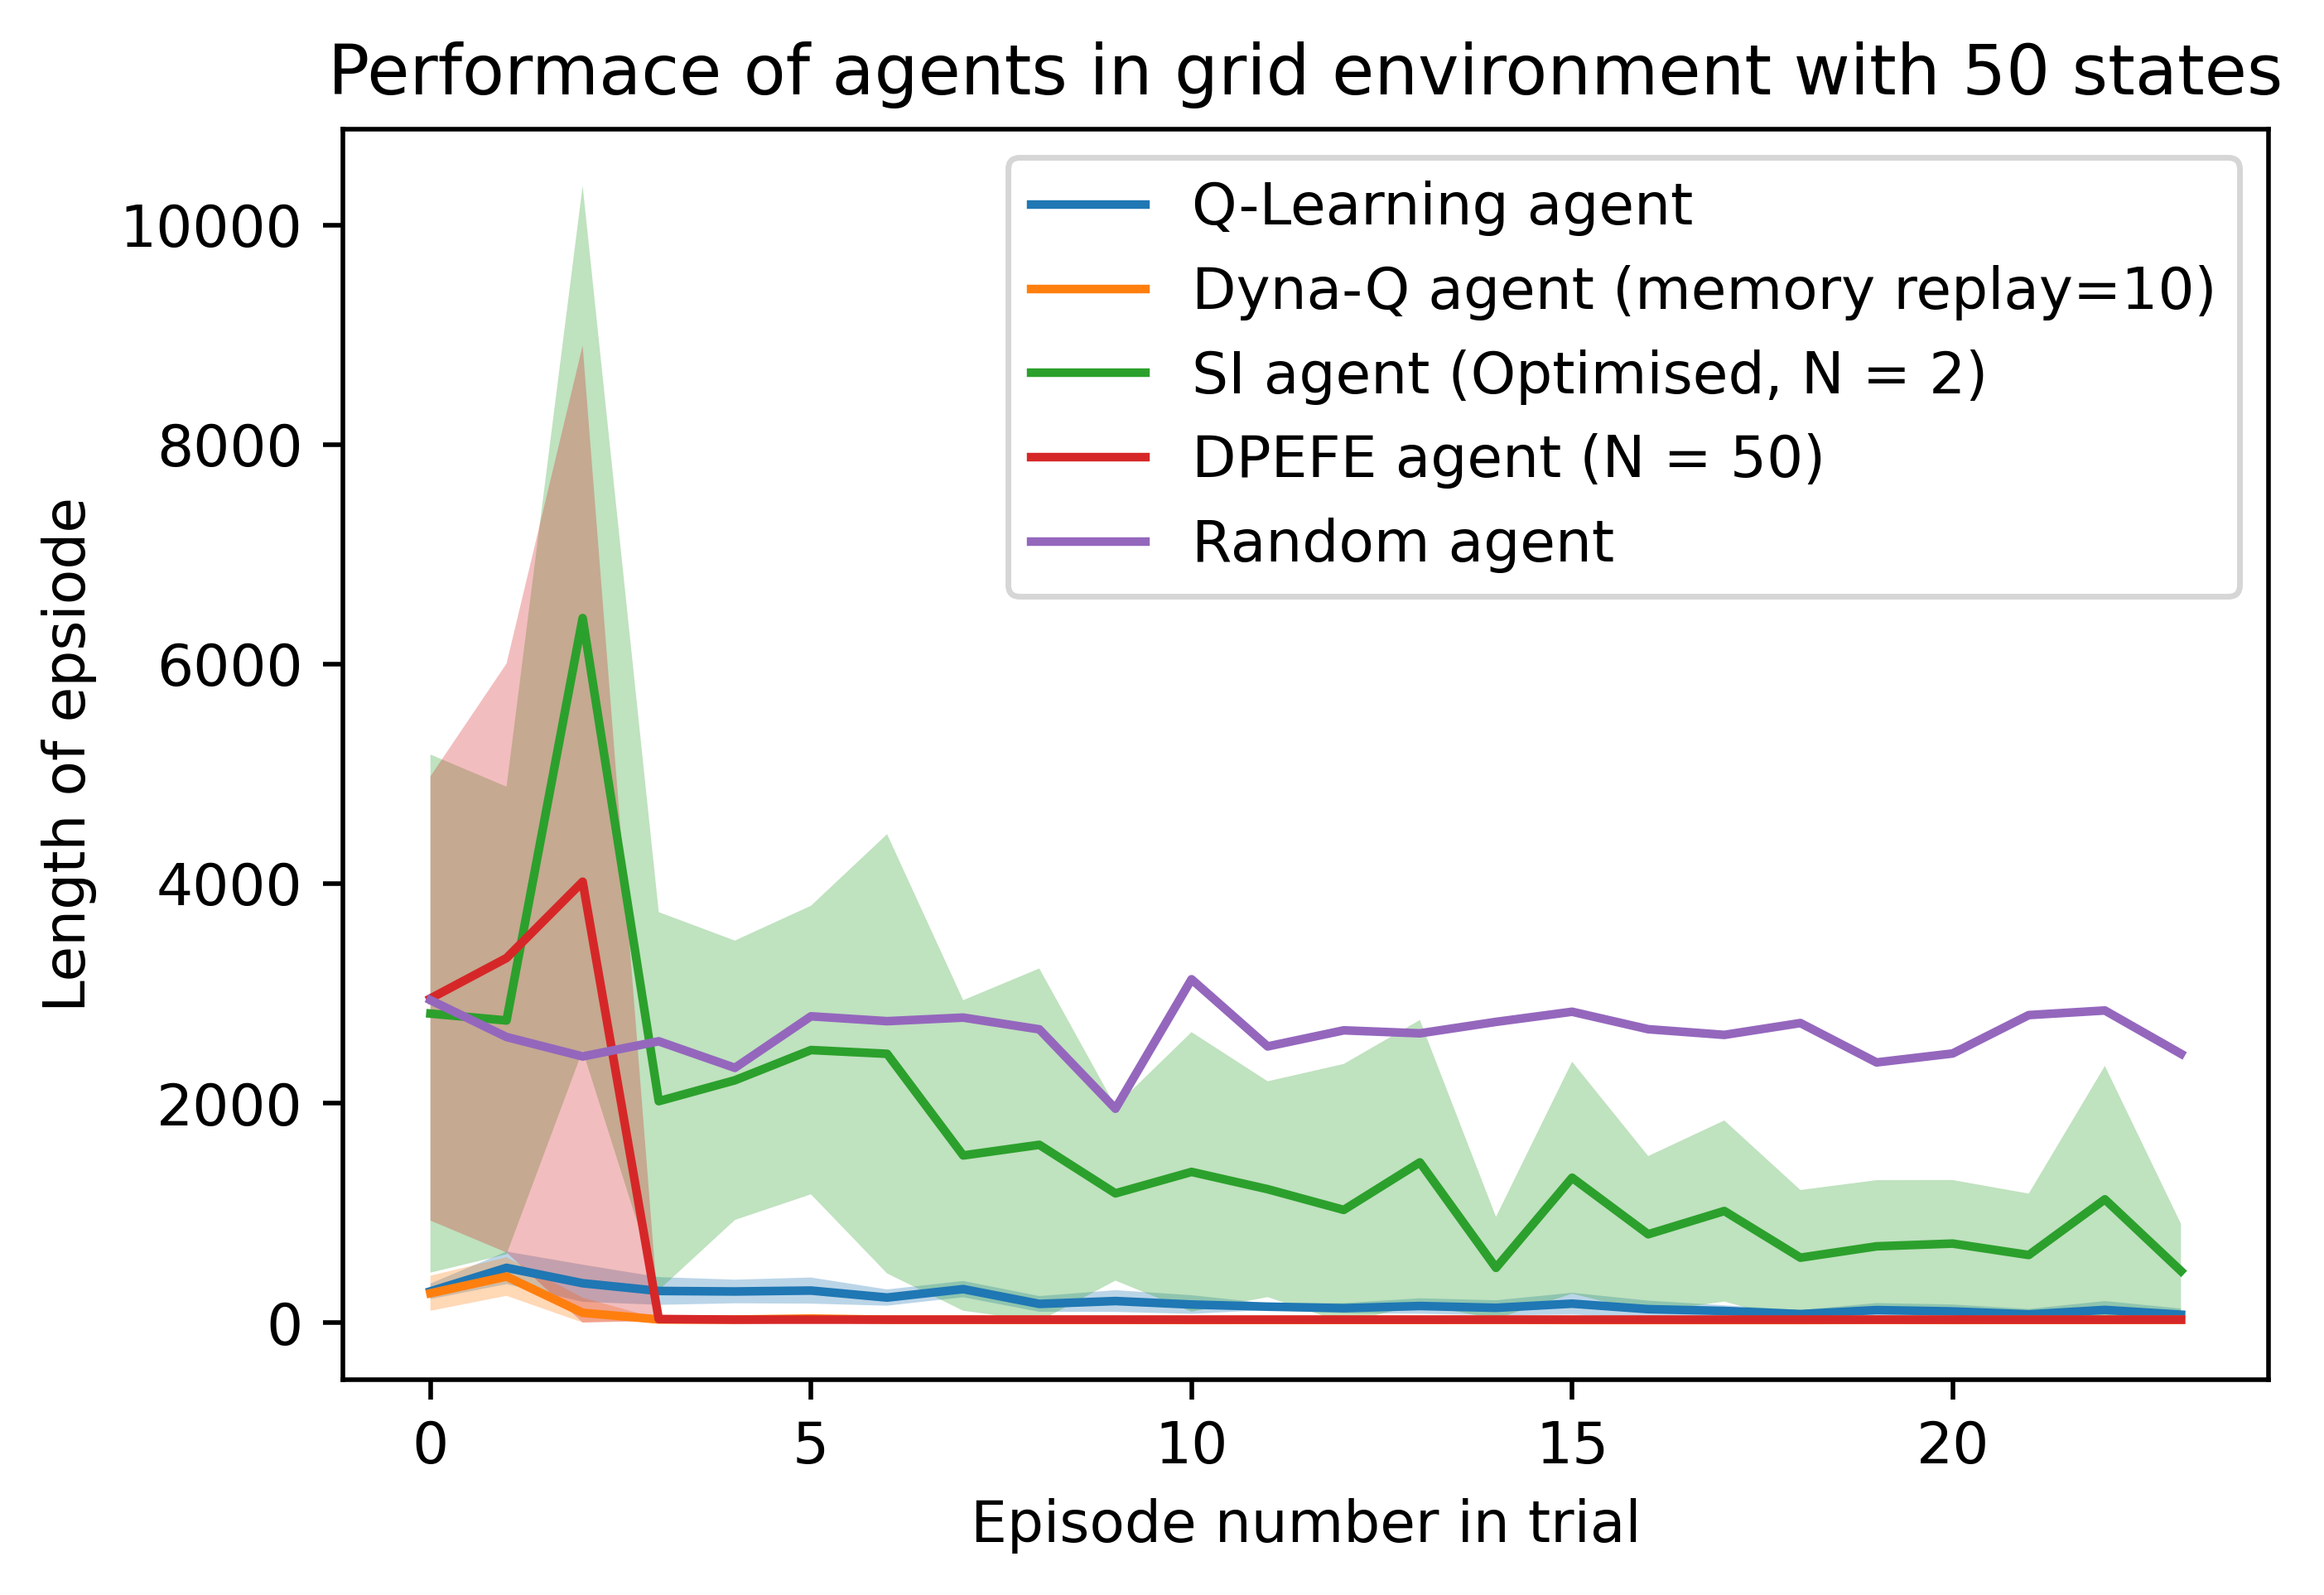 Performace of agents in grid environment with 50 states
10000
8000
6000
4000
2000
0
Length of epsiode
Q-Learning agent
Dyna-Q agent (memory replay=10)
SI agent (Optimised, N = 2)
DPEFE agent (N = 50)
Random agent
0 5 10 15 20
Episode number in trial